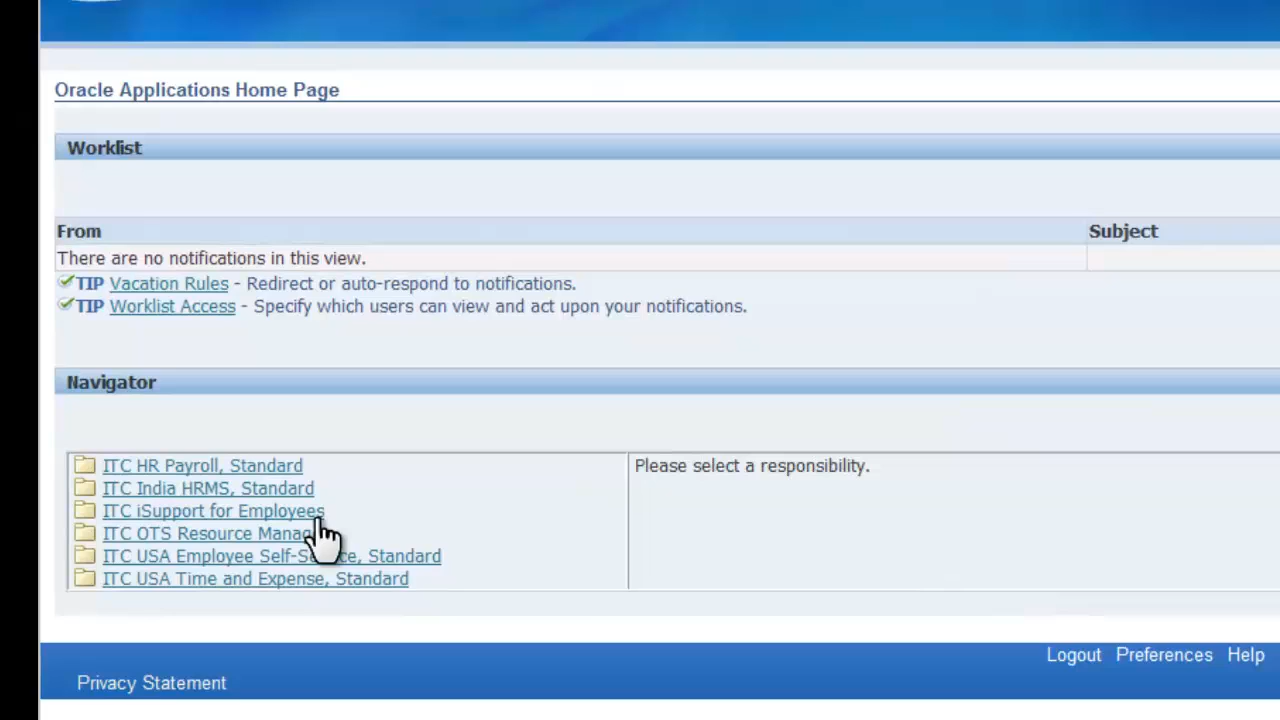 Oracle Applications Home Page
Worklist
From Subject
There are no notifications in this view.
TIP Vacation Rules - Redirect or auto-respond to notifications.
TIP Worklist Access - Specify which users can view and act upon your notifications.
Navigator
ITC HR Payroll, Standard Please select a responsibility.
ITC India HRMS, Standard
ITC iSupport for Employees
ITC OTS Resource
ITC USA Employee Self-Service, Standard
ITC USA Time and Expense, Standard
Logout Preferences Help
Privacy Statement